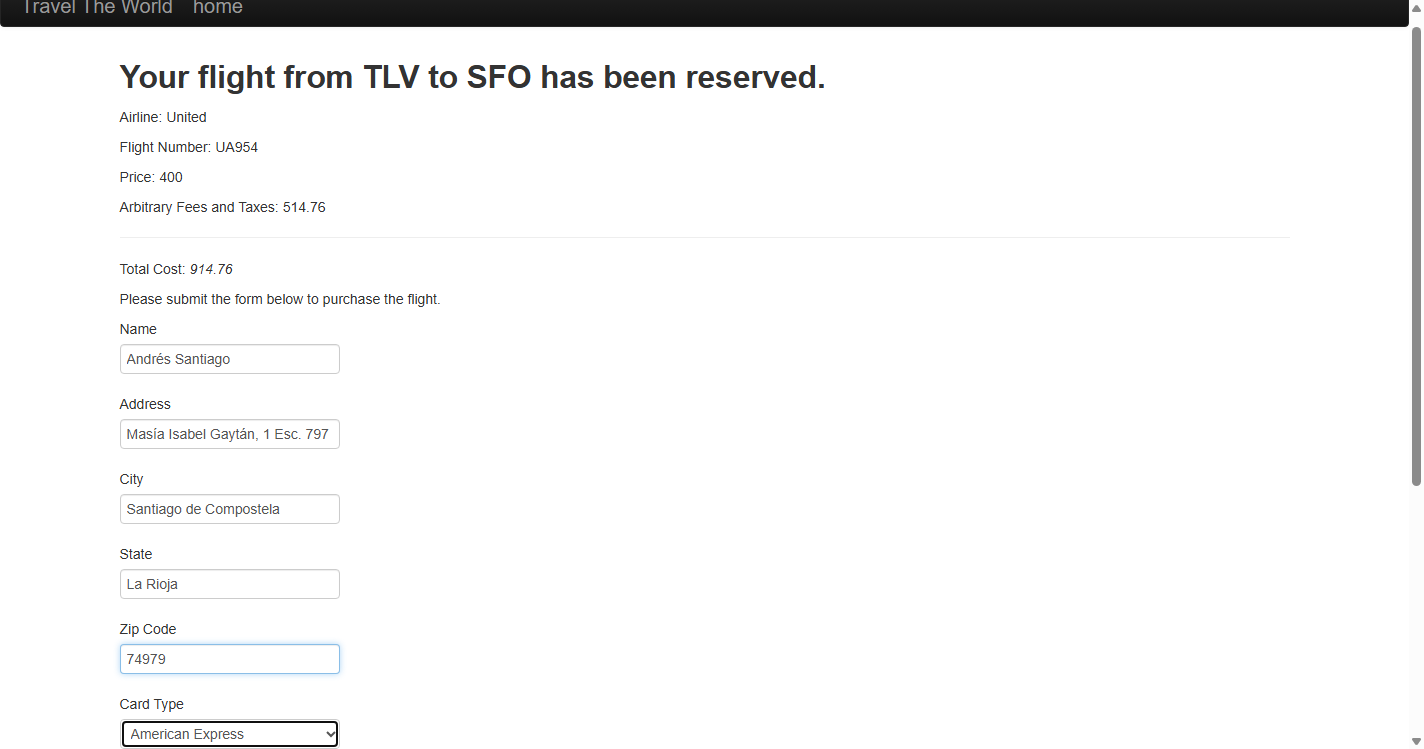 Travel The World home
Your flight from TLV to SFO has been reserved.
Airline: United
Flight Number: UA954
Price: 400
Arbitrary Fees and Taxes: 514.76
Total Cost: 914.76
Please submit the form below to purchase the flight.
Name
Andrés Santiago
Address
Masía Isabel Gaytán, 1 Esc. 797
City
Santiago de Compostela
State
La Rioja
Zip Code
74979
Card Type
American Express